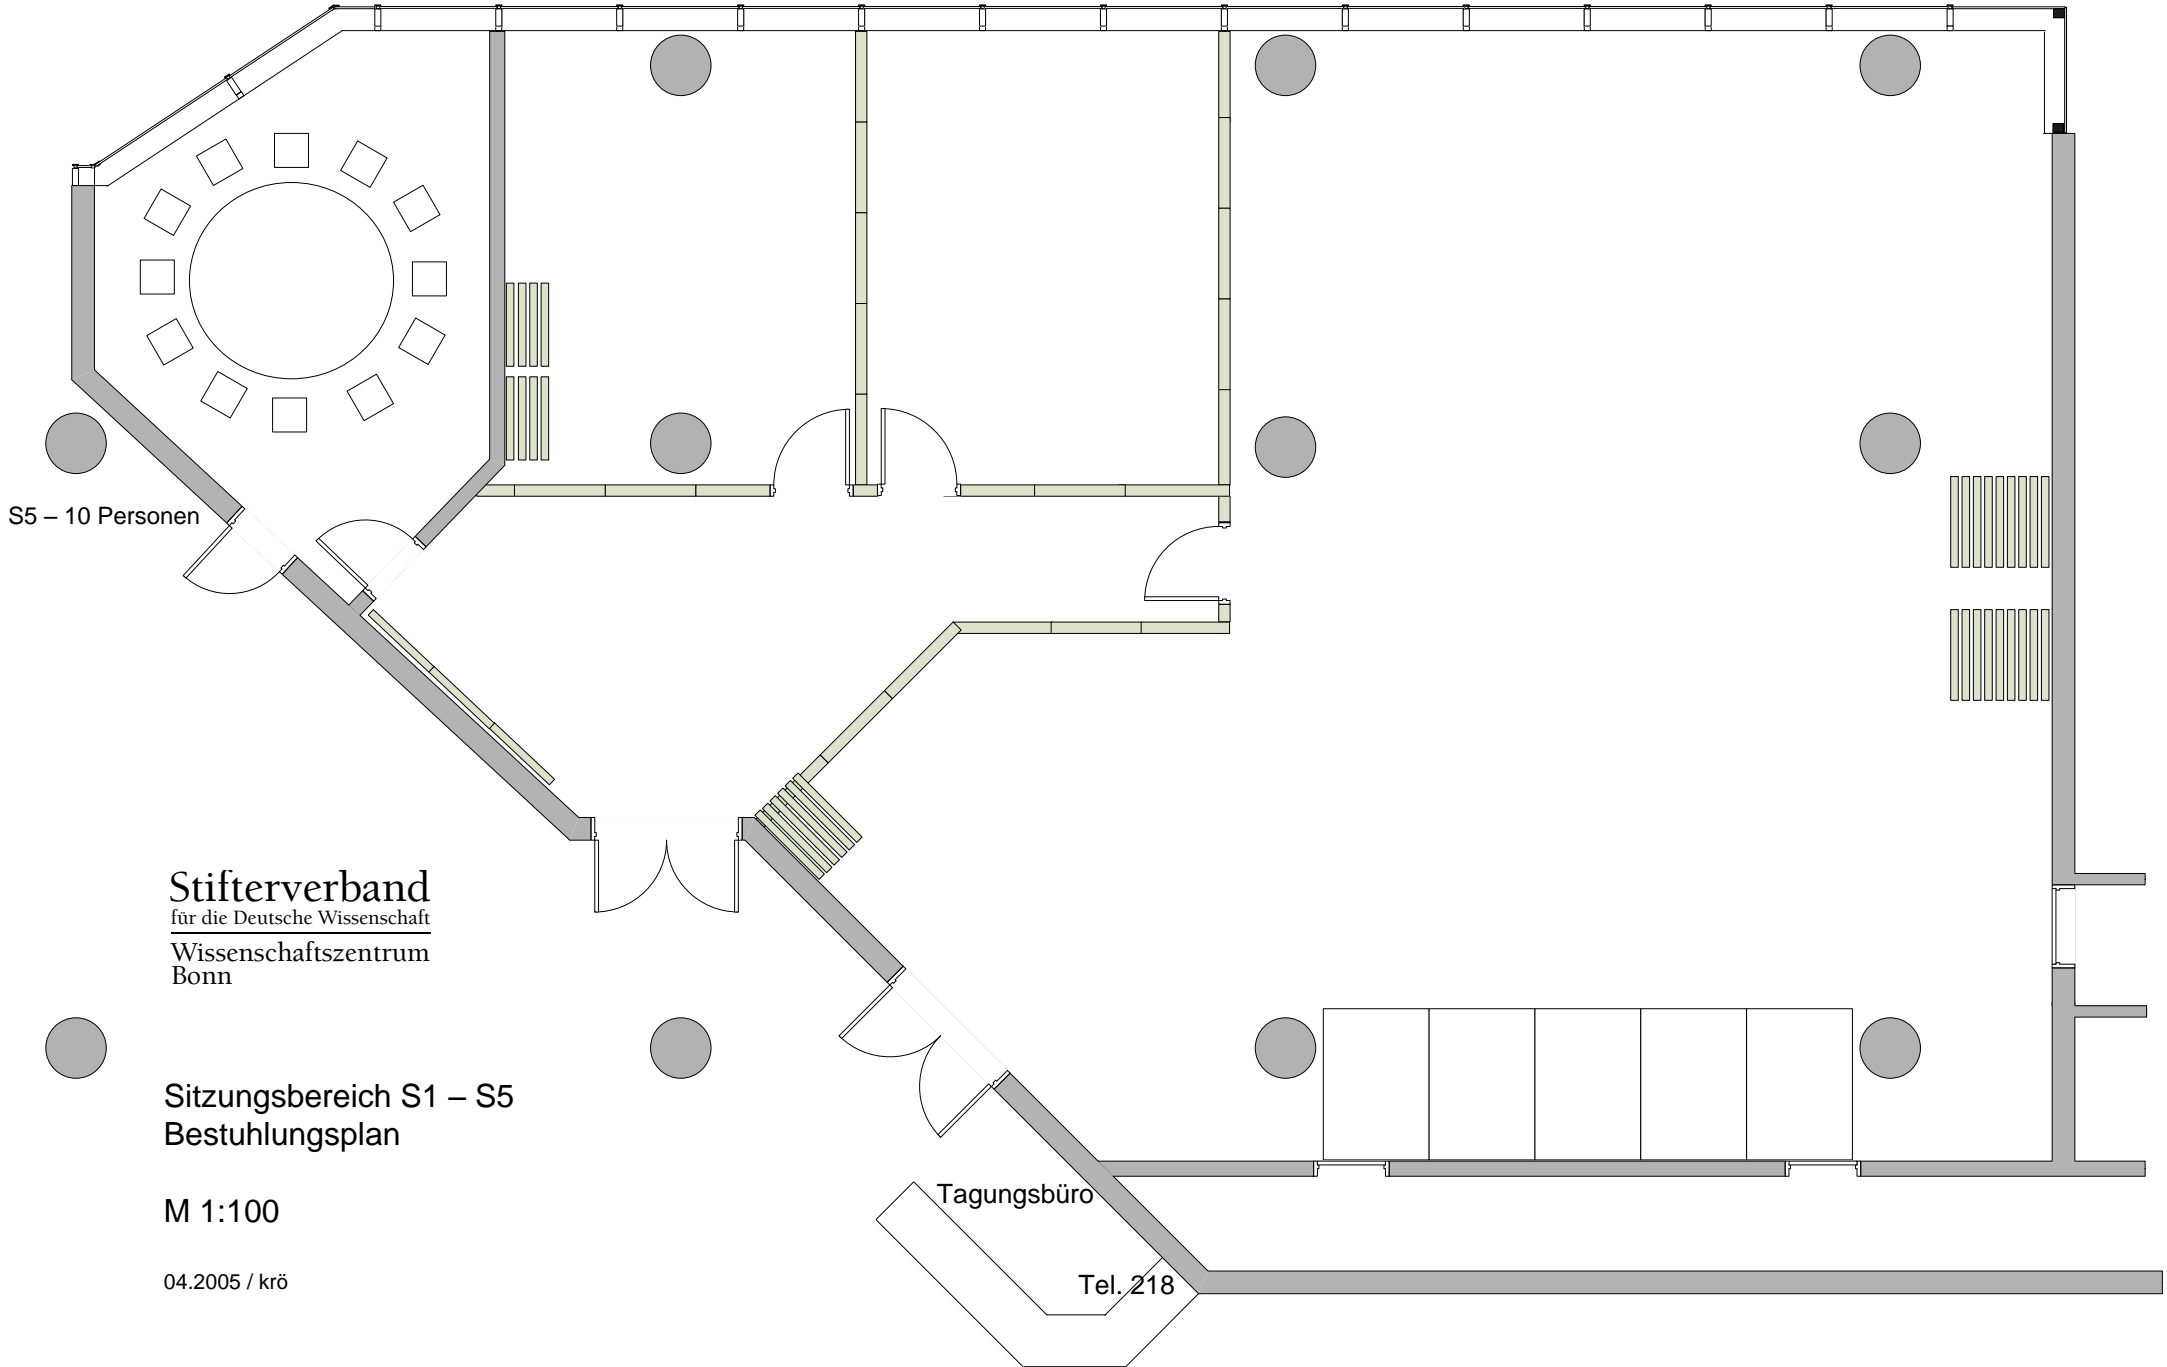 S5 – 10 Personen
Stifterverband
für die Deutsche Wissenschaft
Wissenschaftszentrum
Bonn
Sitzungsbereich S1 – S5
Bestuhlungsplan
M 1:100
04.2005 / krö
Tagungsbüro
Tel. 218